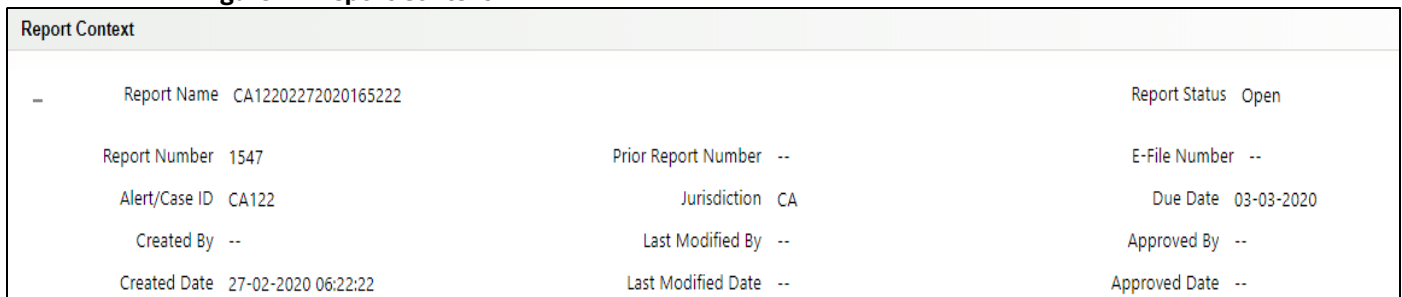 Report Context
Report Name CA12202272020165222 Report Status Open
Report Number 1547 Prior Report Number -- E-File Number --
Alert/Case ID CA122 Jurisdiction CA Due Date 03-03-2020
Created By -- Last Modified By -- Approved By --
Created Date 27-02-2020 06:22:22 Last Modified Date -- Approved Date --